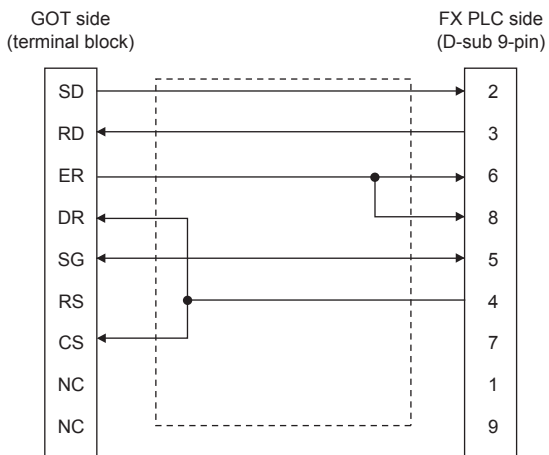 GOT side
(terminal block)
FX PLC side
(D-sub 9-pin)
SD 2
RD 3
ER 6
DR 8
SG 5
RS 4
CS 7
NC 1
NC 9